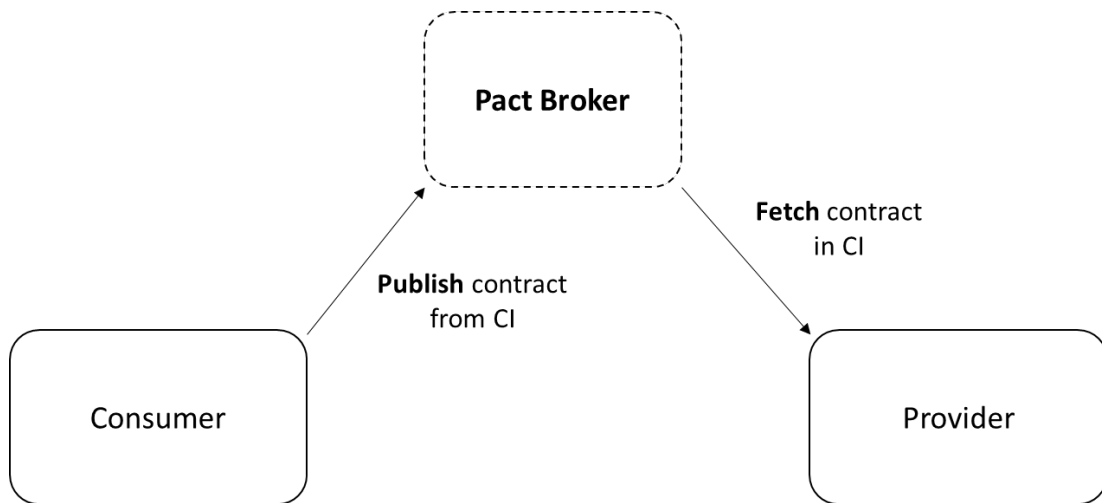 Pact Broker
Fetch contract
in CI
Publish contract
from CI
Consumer
Provider